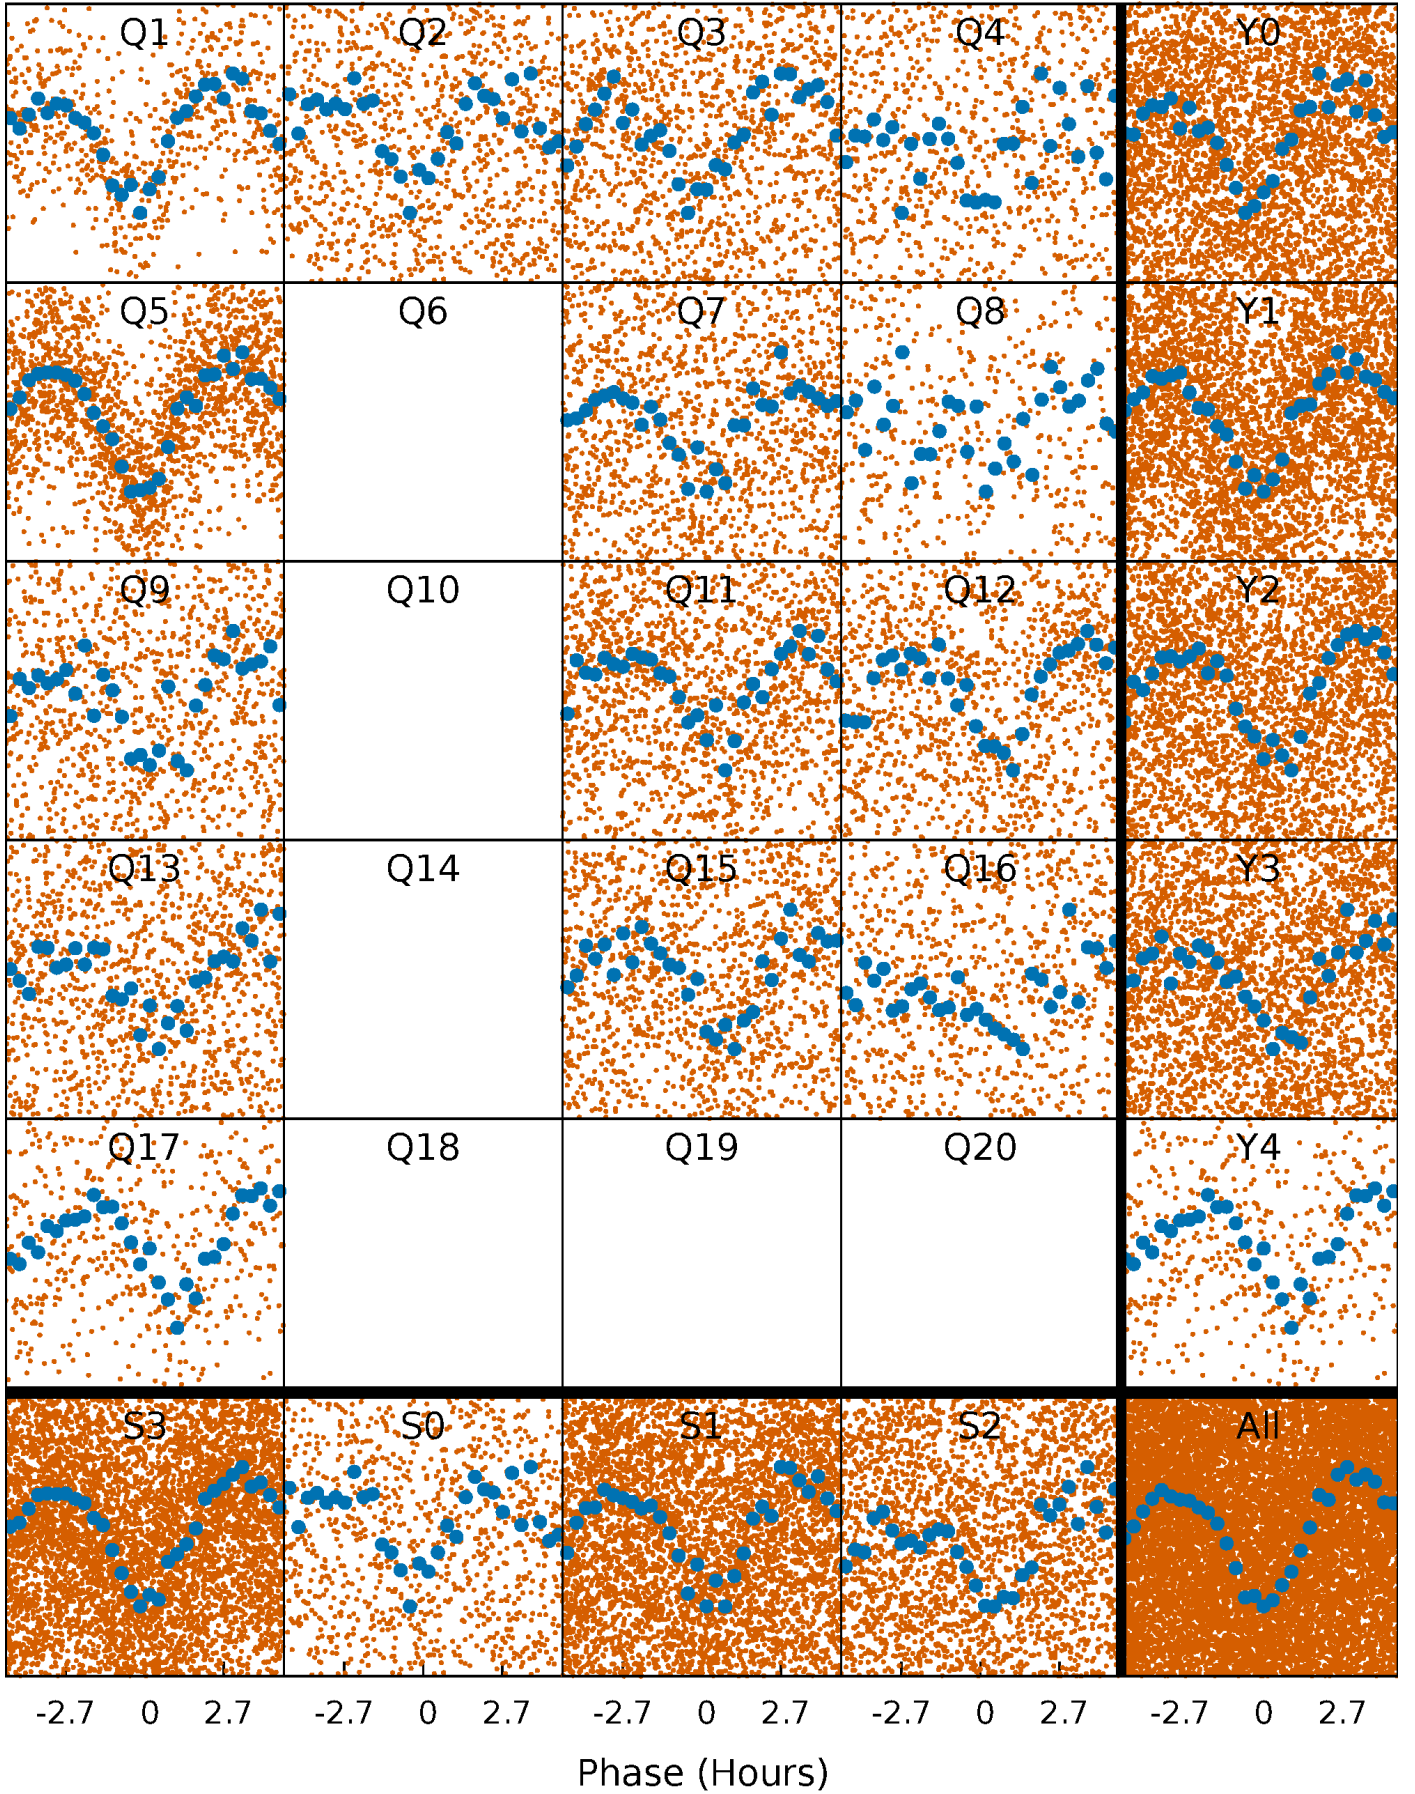 Q1 Q2 Q3 Q4 Y0
Q5 Q6 Q7 Q8 Y1
Q9 Q10 Q11 Q12 Y2
Q13 Q14 Q15 Q16 Y3
Q17 Q18 Q19 Q20 Y4
S3 S0 S1 S2 All
-2.7 0 2.7 -2.7 0 2.7 -2.7 0 2.7 -2.7 0 2.7 -2.7 0 2.7
Phase (Hours)